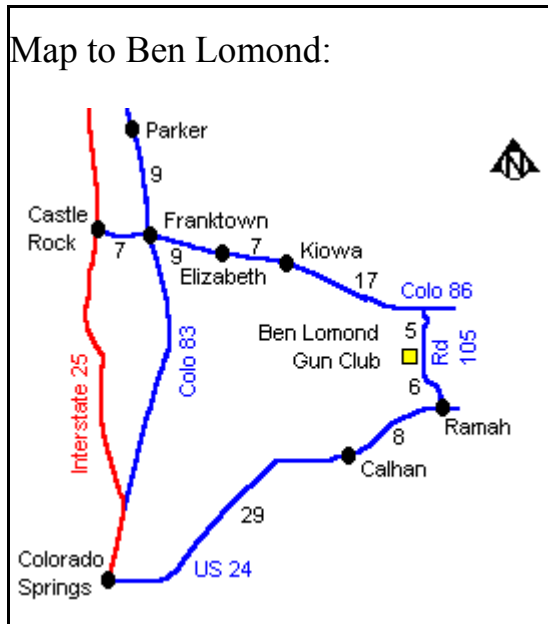 Map to Ben Lomond:
Parker
N
9
Castle
Rock
Franktown
7
9
Elizabeth
7
Kiowa
17
Colo 86
Colo 83
Interstate 25
Ben Lomond
Gun Club
5
Rd
105
6
Ramah
8
Calhan
29
US 24
Colorado
Springs